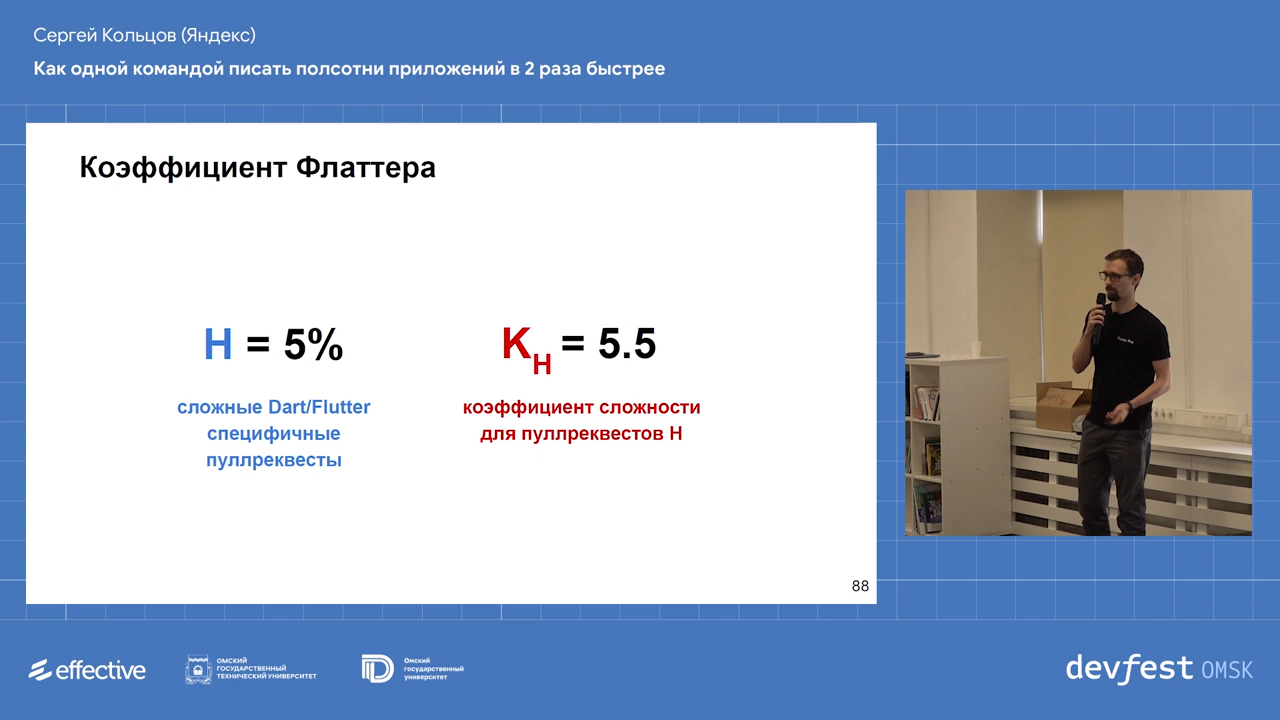 Сергей Кольцов (Яндекс)
Как одной командой писать полсотни приложений в 2 раза быстрее
Коэффициент Флаттера
H = 5%
сложные Dart/Flutter
специфичные
пуллреквесты
KH = 5.5
коэффициент сложности
для пуллреквестов H
88
effective
ОМСКИЙ
ГОСУДАРСТВЕННЫЙ
ТЕХНИЧЕСКИЙ УНИВЕРСИТЕТ
Омский
государственный
университет
devfest OMSK